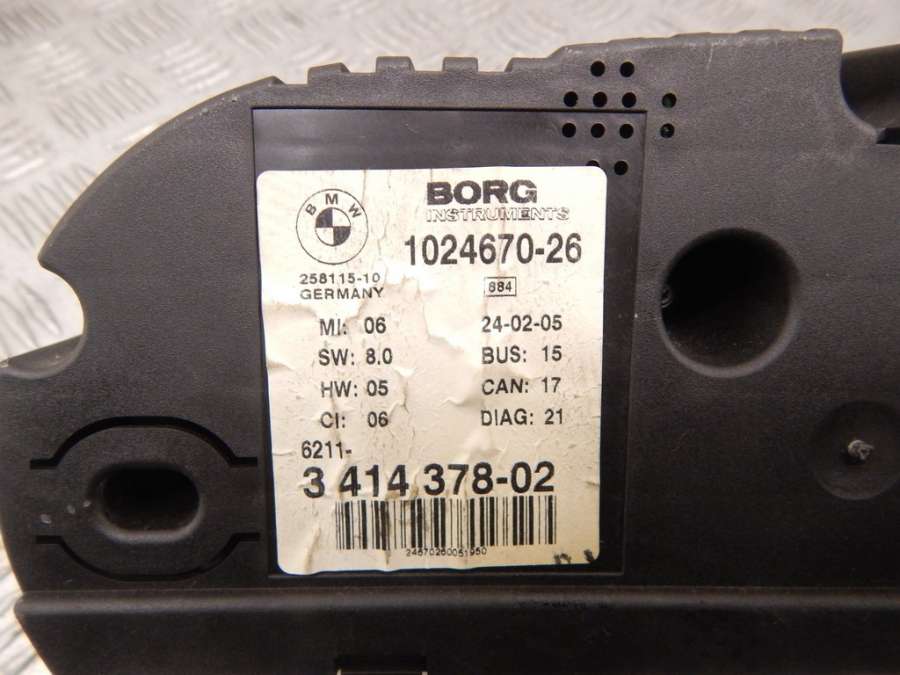 BMW
BORG
INSTRUMENTS
1024670-26
258115-10
GERMANY
884
MI: 06
24-02-05
SW: 8.0
BUS: 15
HW: 05
CAN: 17
CI: 06
DIAG: 21
6211-
3 414 378-02
24670260051950